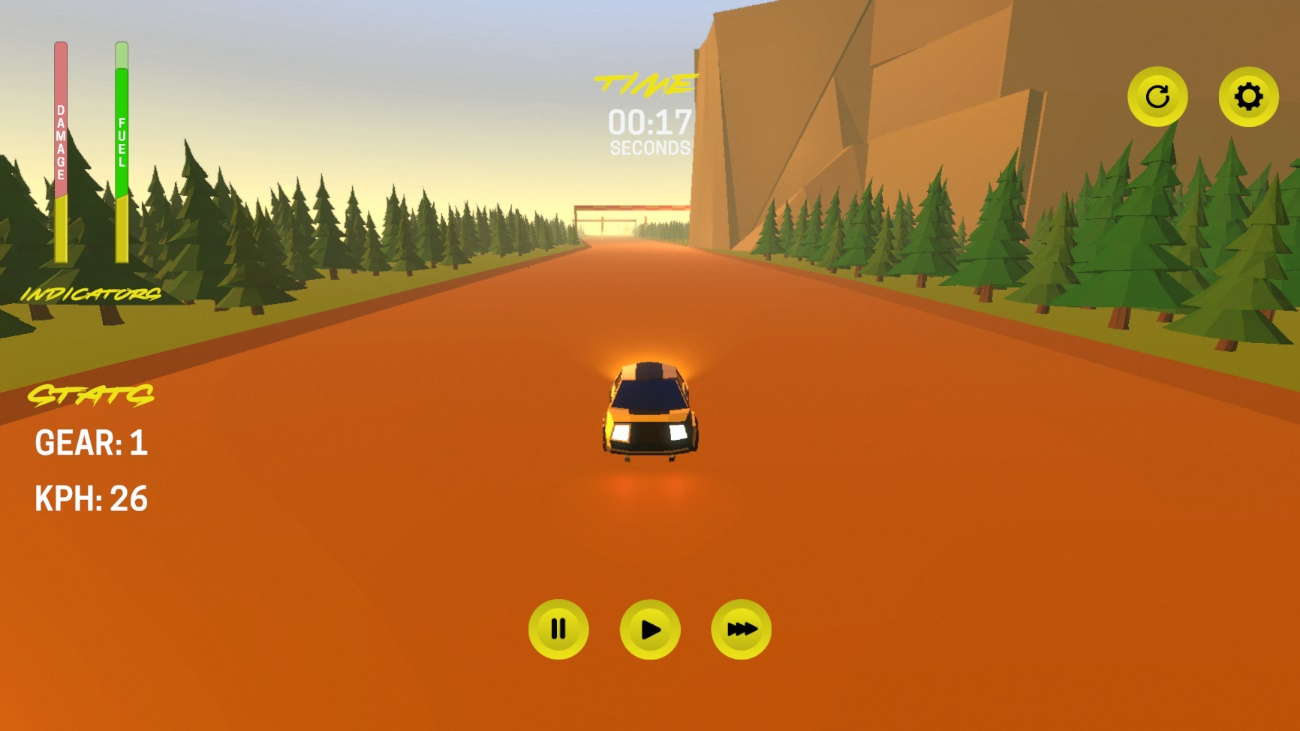 DAMAGE
FUEL
INDICATORS
TIME
00:17
SECONDS
STATS
GEAR: 1
KPH: 26